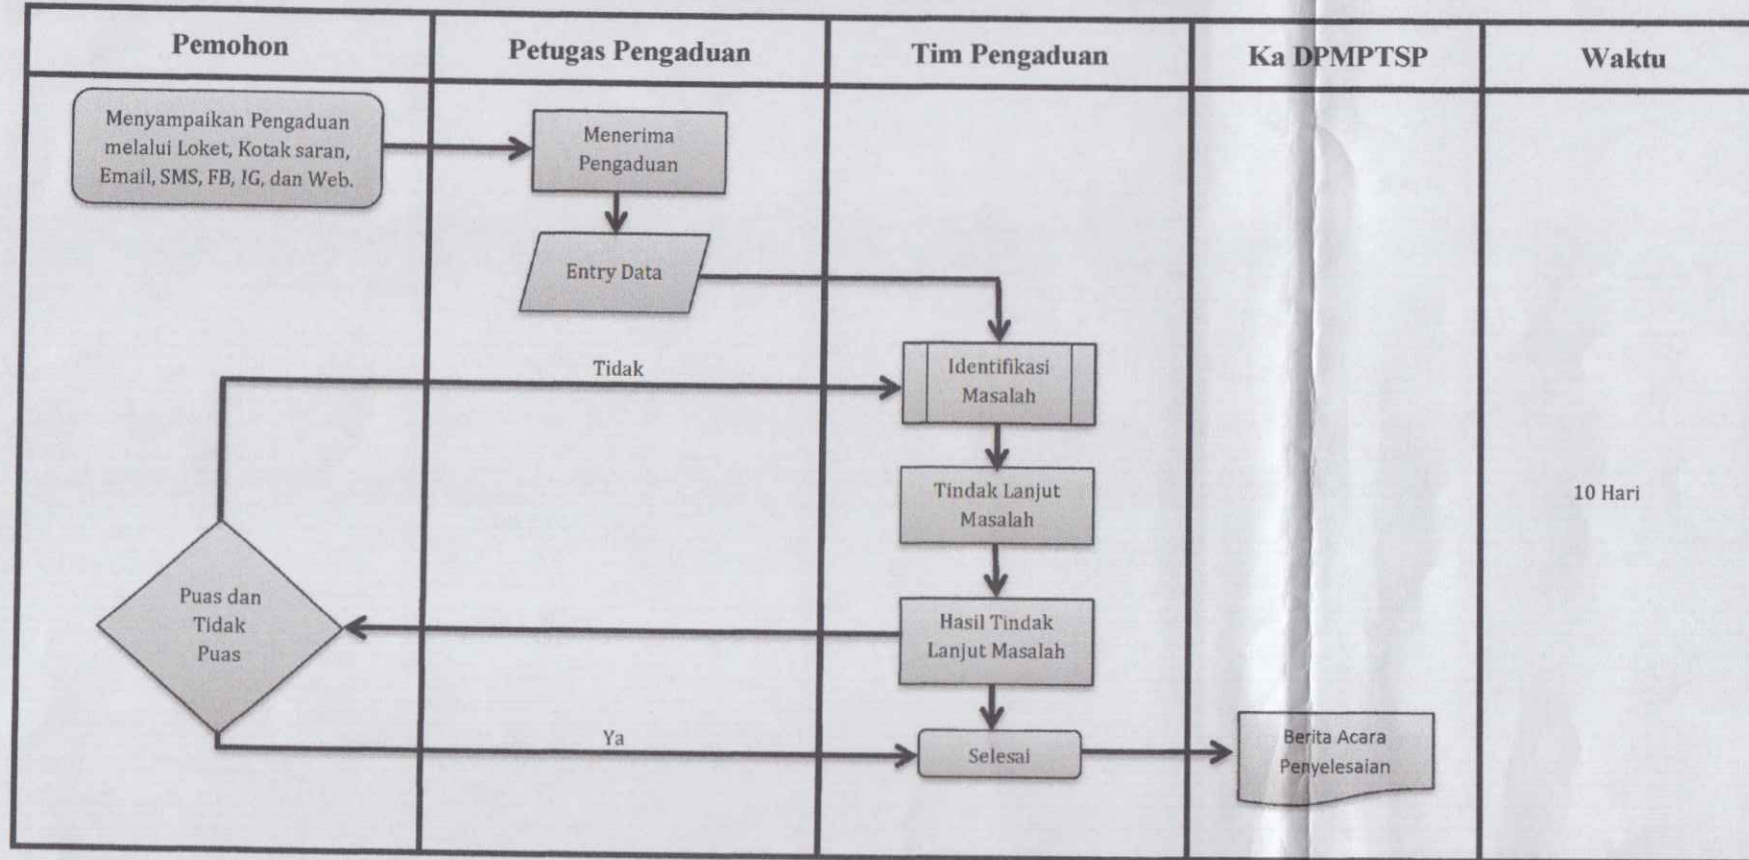 Pemohon
Petugas Pengaduan
Tim Pengaduan
Ka DPMPTSP
Waktu
Menyampaikan Pengaduan
melalui Loket, Kotak saran,
Email, SMS, FB, IG, dan Web.
Menerima
Pengaduan
Entry Data
Tidak
Identifikasi
Masalah
Tindak Lanjut
Masalah
10 Hari
Puas dan
Tidak
Puas
Hasil Tindak
Lanjut Masalah
Ya
Selesai
Berita Acara
Penyelesaian